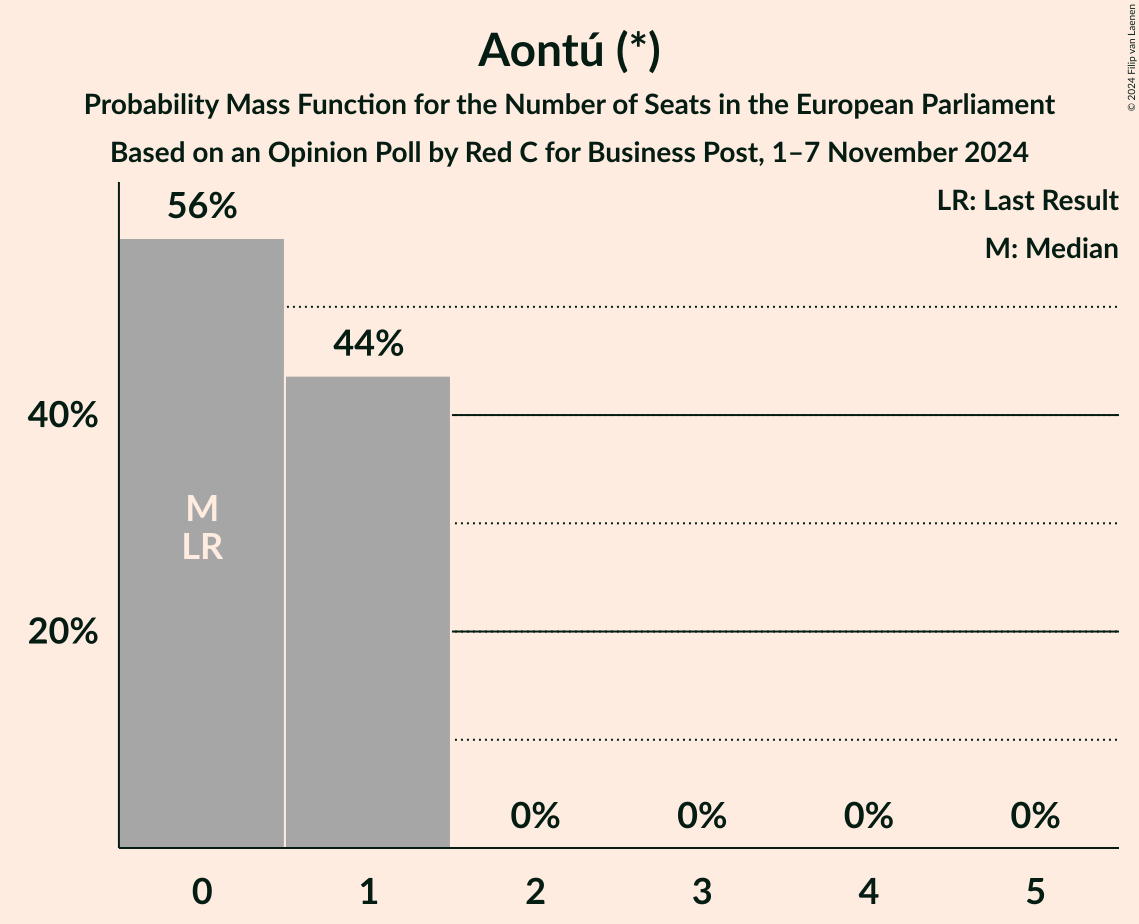 Aontú (*)
Probability Mass Function for the Number of Seats in the European Parliament
Based on an Opinion Poll by Red C for Business Post, 1–7 November 2024
© 2024 Filip van Laenen
LR: Last Result
M: Median
56%
44%
40%
20%
M
LR
0%
0%
0%
0%
0
1
2
3
4
5